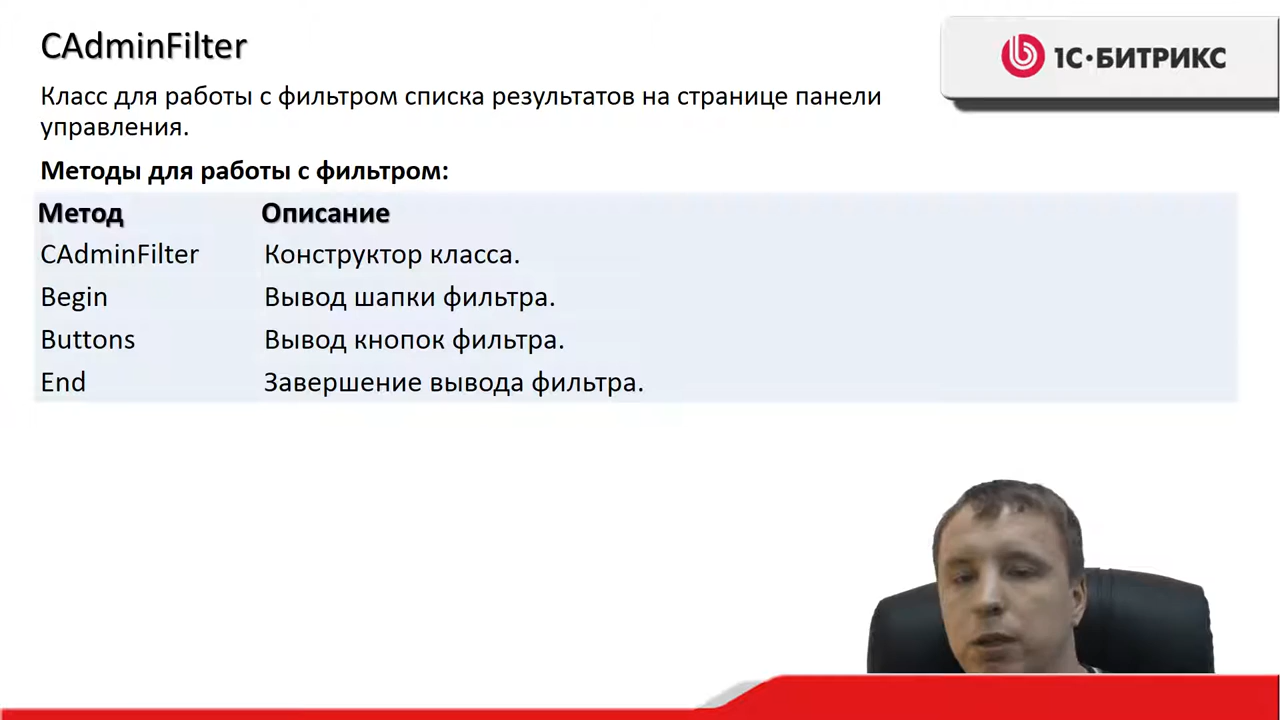 CAdminFilter
1С·БИТРИКС
Класс для работы с фильтром списка результатов на странице панели
управления.
Методы для работы с фильтром:
Метод Описание
CAdminFilter Конструктор класса.
Begin Вывод шапки фильтра.
Buttons Вывод кнопок фильтра.
End Завершение вывода фильтра.